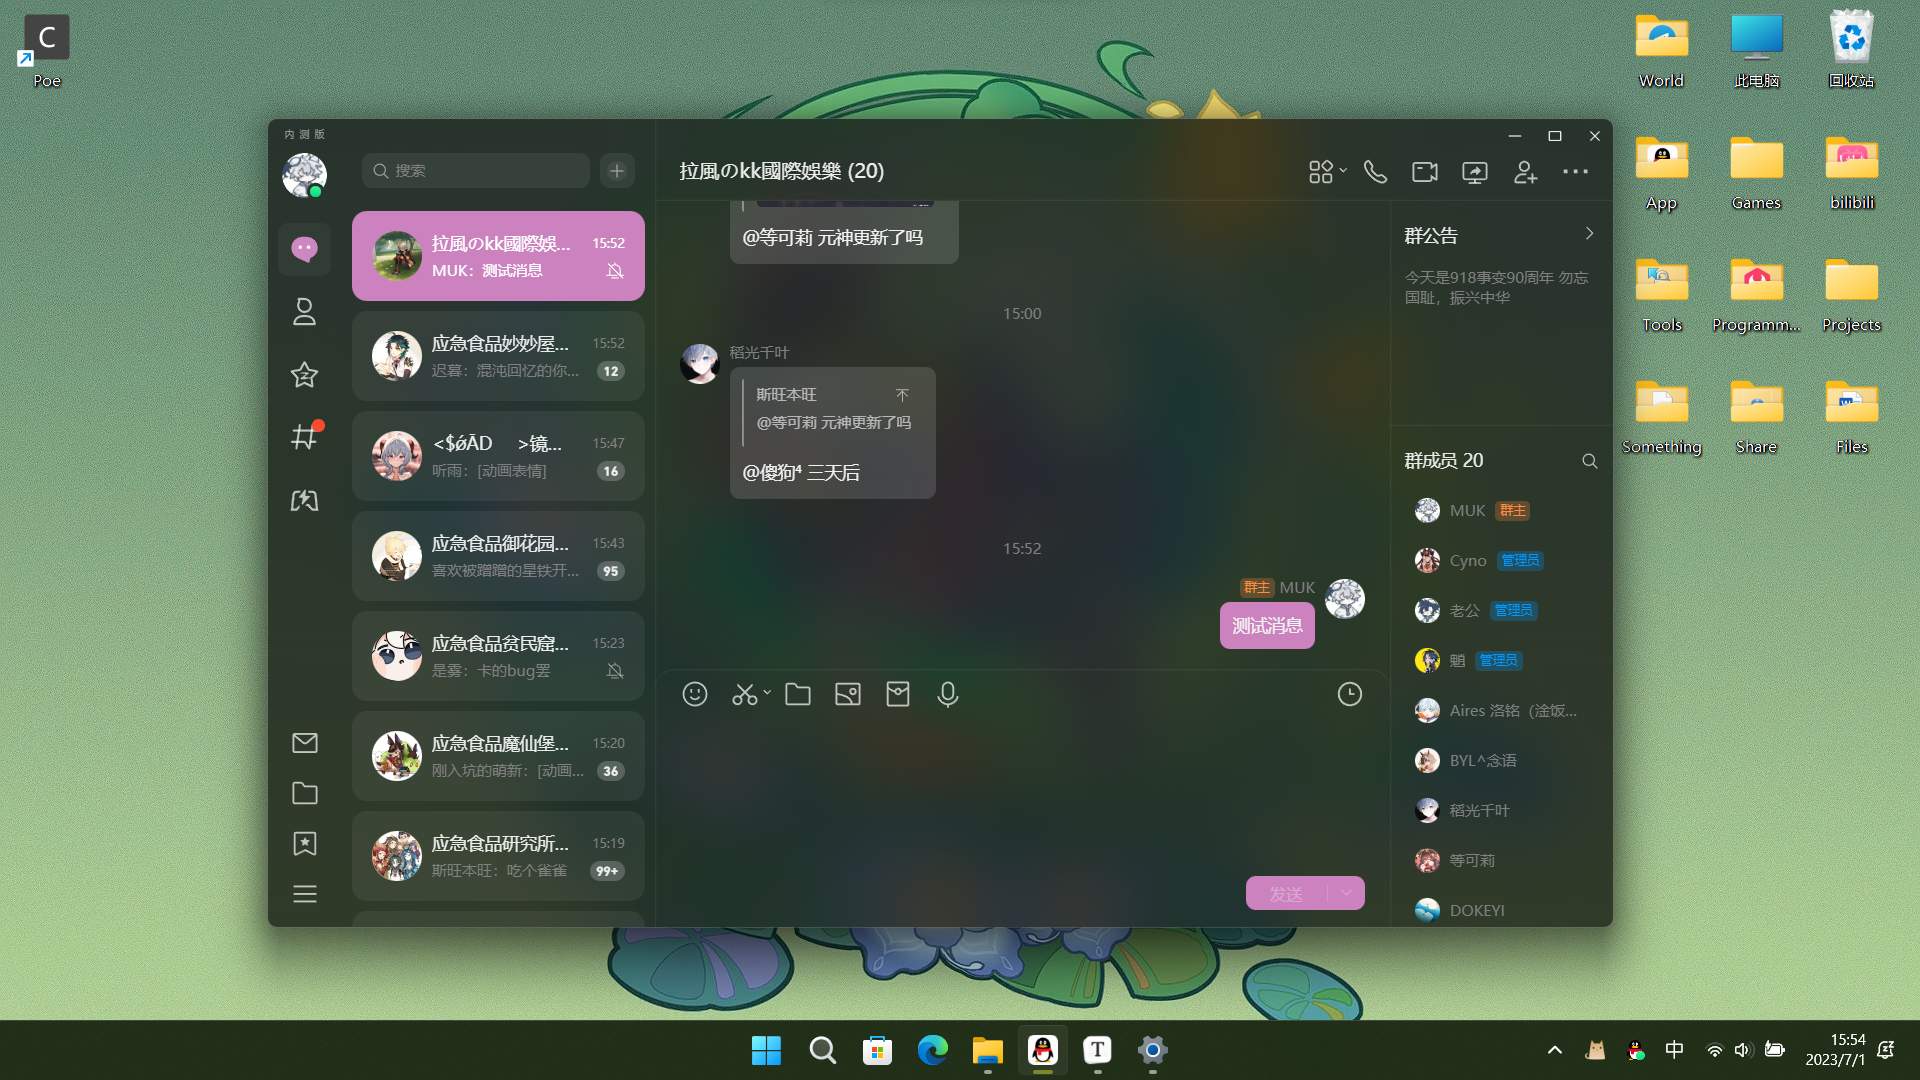 C
Poe
World
此电脑
回收站
App
Games
bilibili
Tools
Programm...
Projects
Something
Share
Files
内测版
搜索
拉風のkk國際娛... 15:52
MUK：测试消息
应急食品妙妙屋... 15:52
迟暮：混沌回忆的你... 12
<$ǿÃD >镜... 15:47
听雨：[动画表情] 16
应急食品御花园... 15:43
喜欢被蹭蹭的星铁开... 95
应急食品贫民窟... 15:23
是雾：卡的bug罢
应急食品魔仙堡... 15:20
刚入坑的萌新：[动画... 36
应急食品研究所... 15:19
斯旺本旺：吃个雀雀 99+
拉風のkk國際娛樂 (20)
@等可莉 元神更新了吗
15:00
稻光千叶
斯旺本旺
@等可莉 元神更新了吗
@傻狗⁴ 三天后
15:52
群主 MUK
测试消息
发送
群公告
今天是918事变90周年 勿忘
国耻，振兴中华
群成员 20
MUK 群主
Cyno 管理员
老公 管理员
管理员
Aires 洛铭（淦饭...
BYL^念语
稻光千叶
等可莉
DOKEYI
T
中
15:54
2023/7/1